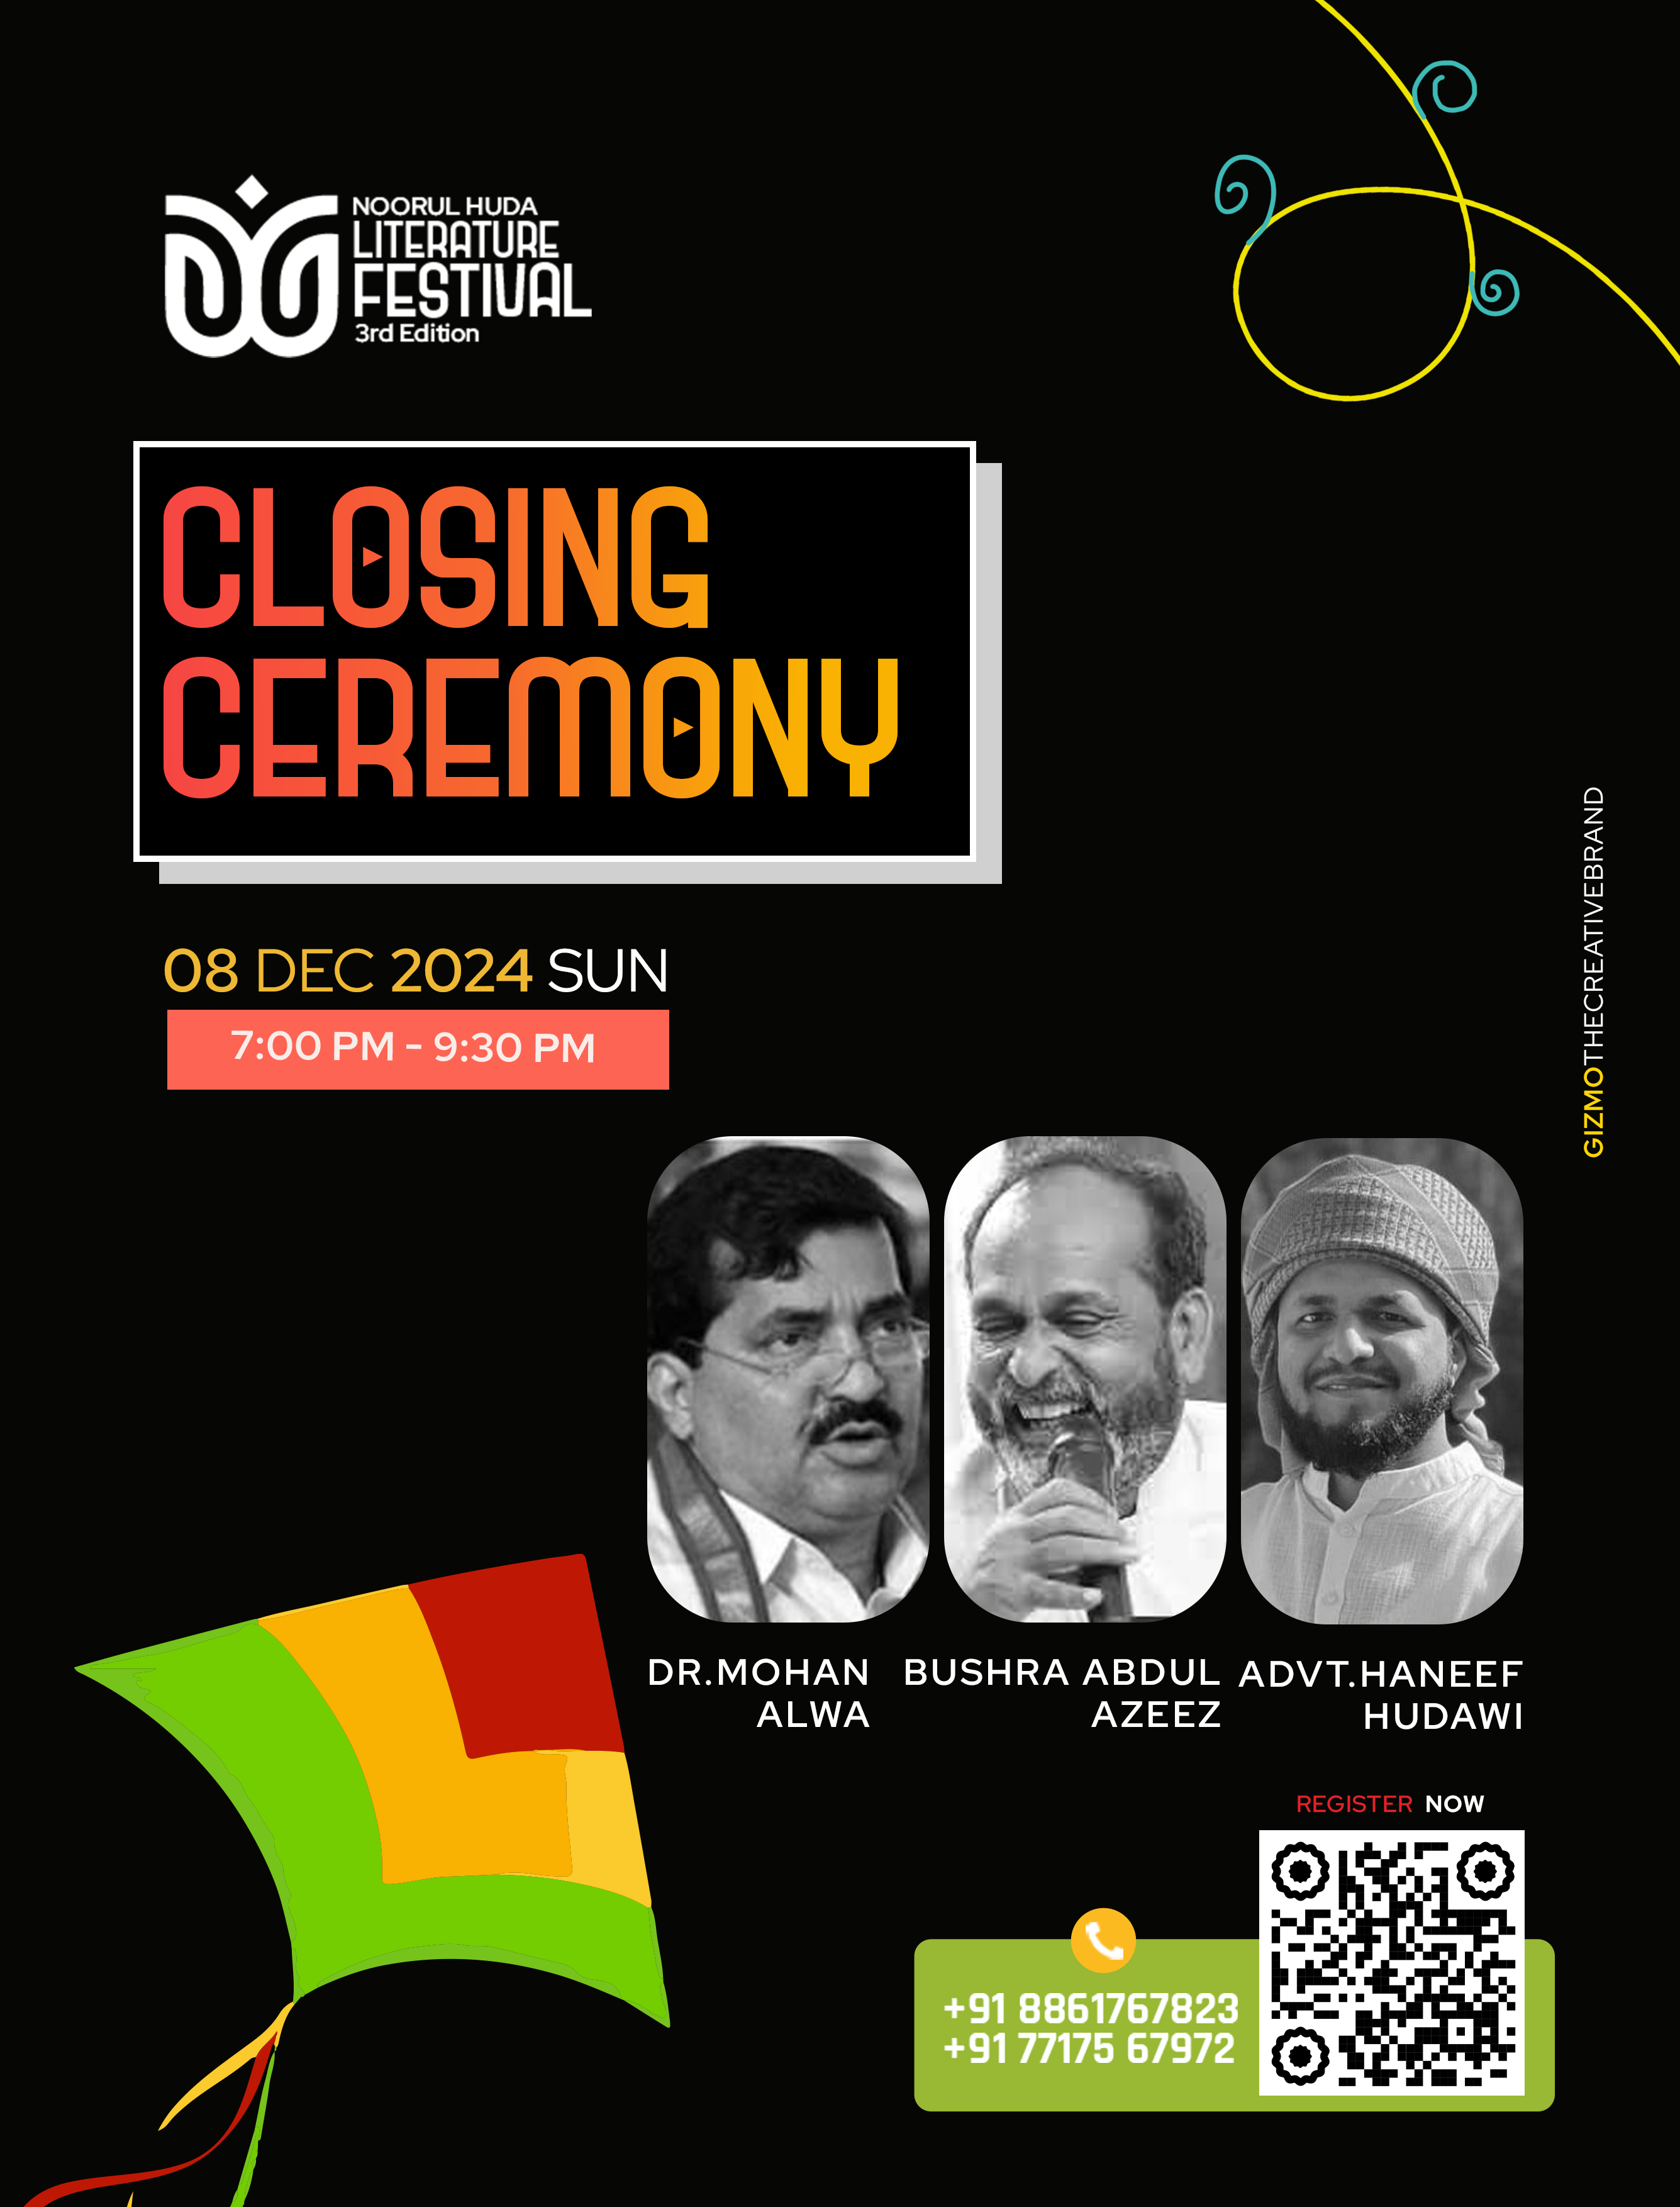 NOORUL HUDA
LITERATURE
FESTIVAL
3rd Edition
CLOSING
CEREMONY
08 DEC 2024 SUN
7:00 PM - 9:30 PM
GIZMOTHECREATIVEBRAND
DR.MOHAN
ALWA
BUSHRA ABDUL
AZEEZ
ADVT.HANEEF
HUDAWI
REGISTER NOW
+91 8861767823
+91 77175 67972